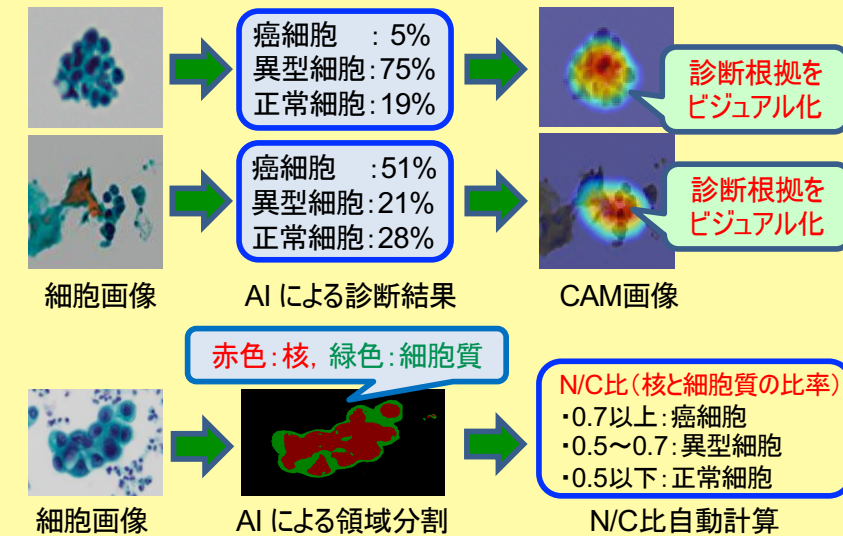 癌細胞　：5%
異型細胞：75%
正常細胞：19%
診断根拠を
ビジュアル化
癌細胞　：51%
異型細胞：21%
正常細胞：28%
診断根拠を
ビジュアル化
細胞画像
AI による診断結果
CAM画像
赤色：核，緑色：細胞質
N/C比（核と細胞質の比率）
・0.7以上：癌細胞
・0.5～0.7：異型細胞
・0.5以下：正常細胞
細胞画像
AI による領域分割
N/C比自動計算